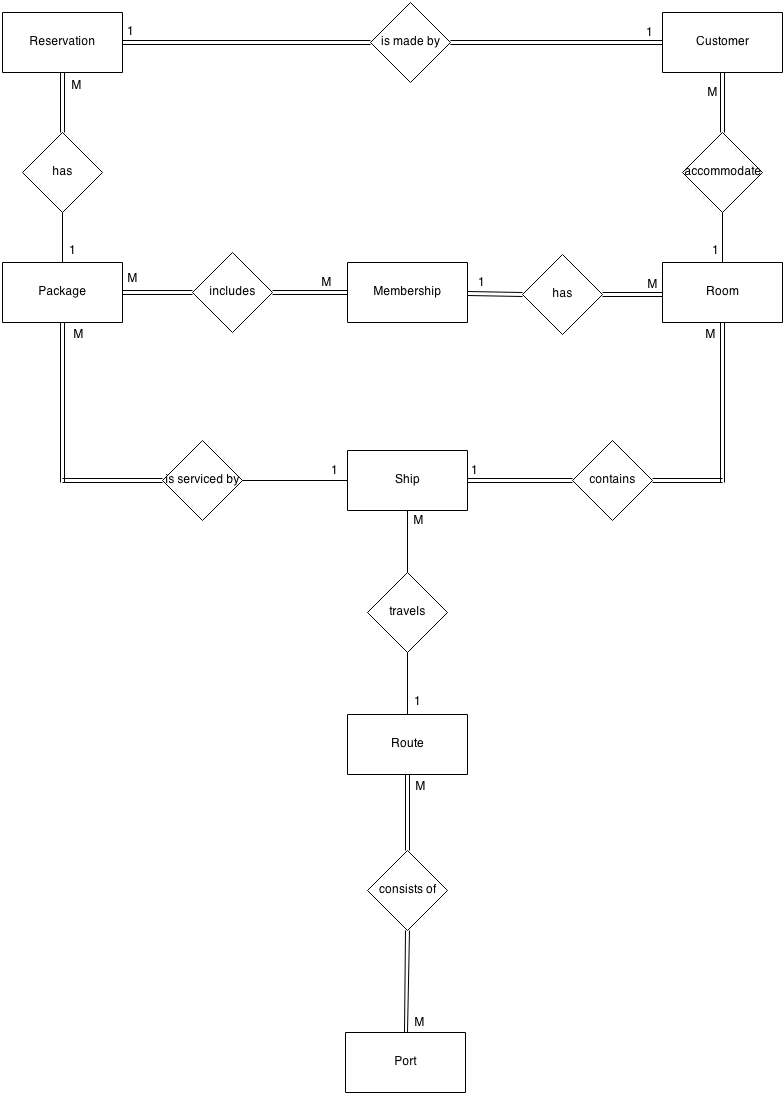 Reservation
1
is made by
1
Customer
M
M
has
accommodate
1
1
Package
M
includes
M
Membership
1
has
M
Room
M
M
is serviced by
1
Ship
1
contains
M
travels
1
Route
M
consists of
M
Port